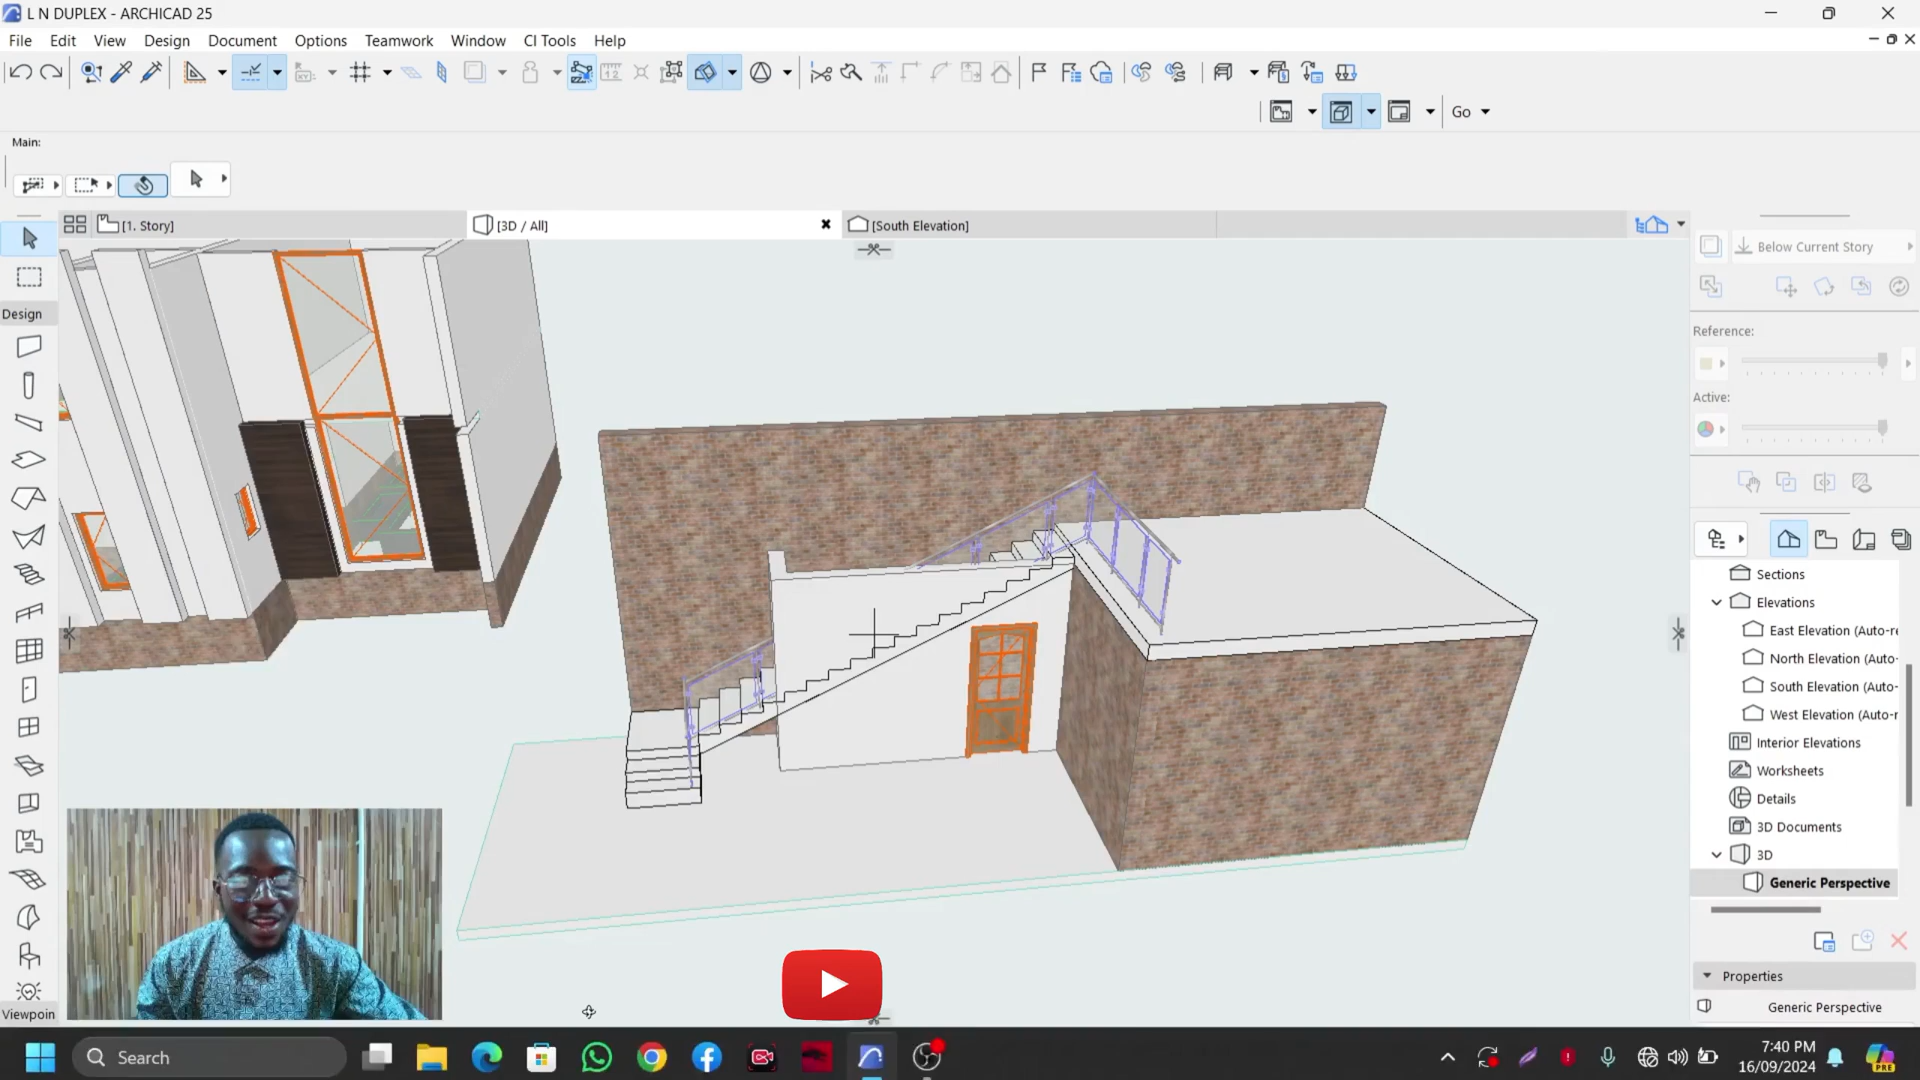 L N DUPLEX - ARCHICAD 25
File Edit View Design Document Options Teamwork Window CI Tools Help
Go
Main:
[1. Story]
[3D / All]
[South Elevation]
Below Current Story
Design
Reference:
Active:
Sections
Elevations
East Elevation (Auto-re
North Elevation (Auto-
South Elevation (Auto-
West Elevation (Auto-r
Interior Elevations
Worksheets
Details
3D Documents
3D
Generic Perspective
Properties
Generic Perspective
Viewpoin
Search
7:40 PM
16/09/2024
PRE